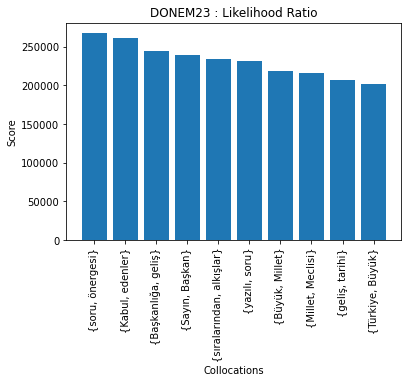 DONEM23 : Likelihood Ratio
Score
250000
200000
150000
100000
50000
0
{soru, önergesi}
{Kabul, edenler}
{Başkanlığa, geliş}
{Sayın, Başkan}
{sıralarından, alkışlar}
{yazılı, soru}
{Büyük, Millet}
{Millet, Meclisi}
{geliş, tarihi}
{Türkiye, Büyük}
Collocations